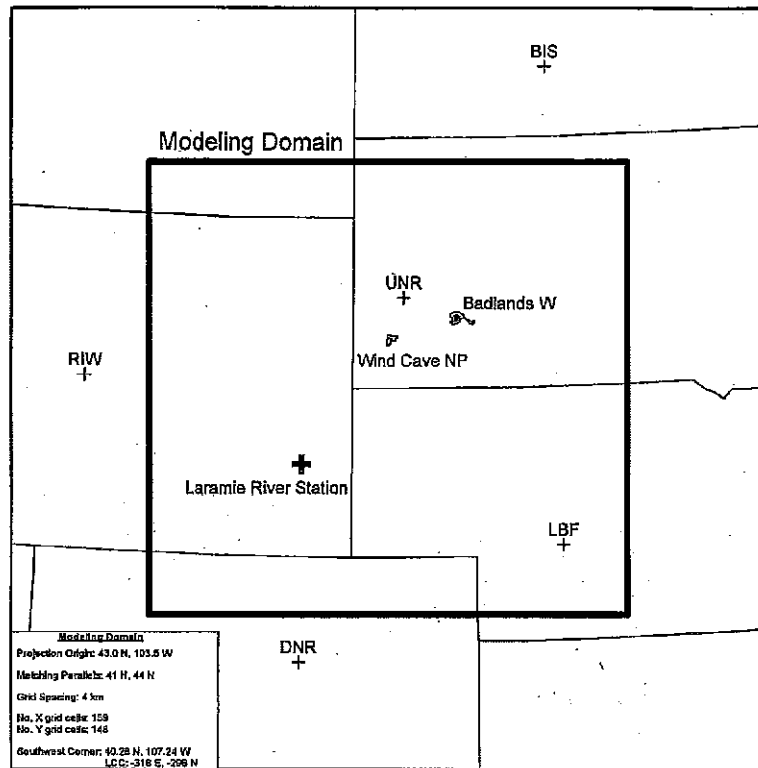 BIS
Modeling Domain
UNR
Badlands W
RIW
Wind Cave NP
Laramie River Station
LBF
DNR
Modeling Domain
Projection Origin: 43.0 N, 103.5 W
Matching Parallels: 41 N, 44 N
Grid Spacing: 4 km
No. X grid cells: 159
No. Y grid cells: 148
Southwest Corner: 40.28 N, 107.24 W
LCC: -318 E, -296 N